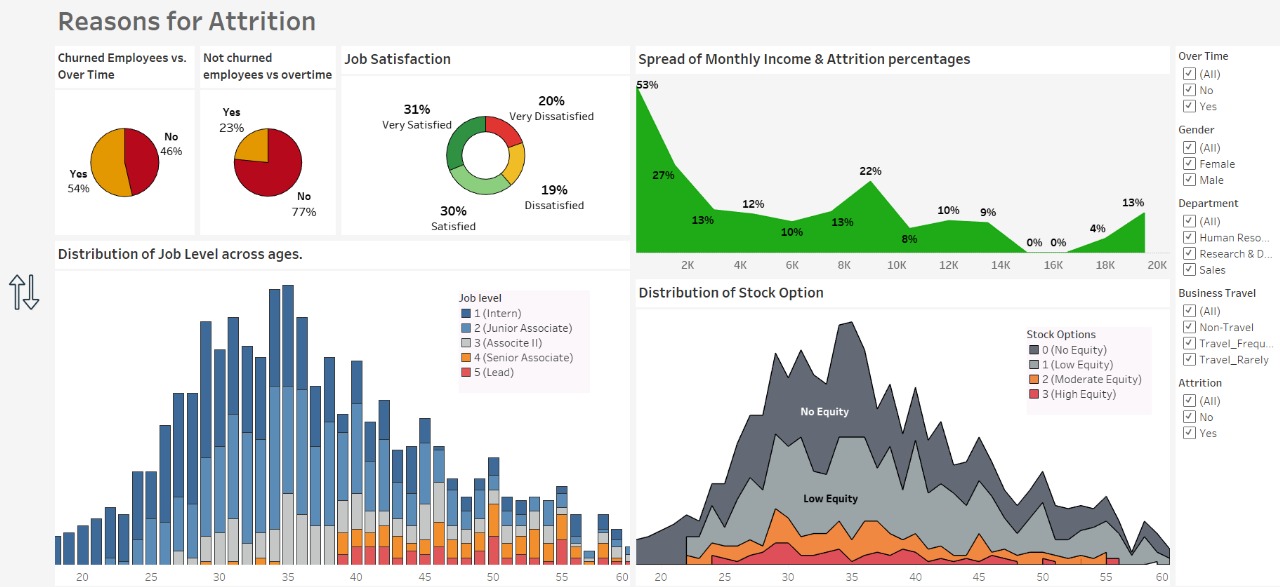 Reasons for Attrition
Churned Employees vs.
Over Time
No
46%
Yes
54%
Not churned
employees vs overtime
Yes
23%
No
77%
Job Satisfaction
31%
Very Satisfied
20%
Very Dissatisfied
19%
Dissatisfied
30%
Satisfied
Spread of Monthly Income & Attrition percentages
53%
27%
13%
12%
10%
13%
22%
8%
10%
9%
0%
0%
4%
13%
2K 4K 6K 8K 10K 12K 14K 16K 18K 20K
Distribution of Job Level across ages.
Job level
1 (Intern)
2 (Junior Associate)
3 (Associte II)
4 (Senior Associate)
5 (Lead)
20 25 30 35 40 45 50 55 60
Distribution of Stock Option
Stock Options
0 (No Equity)
1 (Low Equity)
2 (Moderate Equity)
3 (High Equity)
No Equity
Low Equity
20 25 30 35 40 45 50 55 60
Over Time
(All)
No
Yes
Gender
(All)
Female
Male
Department
(All)
Human Reso...
Research & D...
Sales
Business Travel
(All)
Non-Travel
Travel_Frequ...
Travel_Rarely
Attrition
(All)
No
Yes